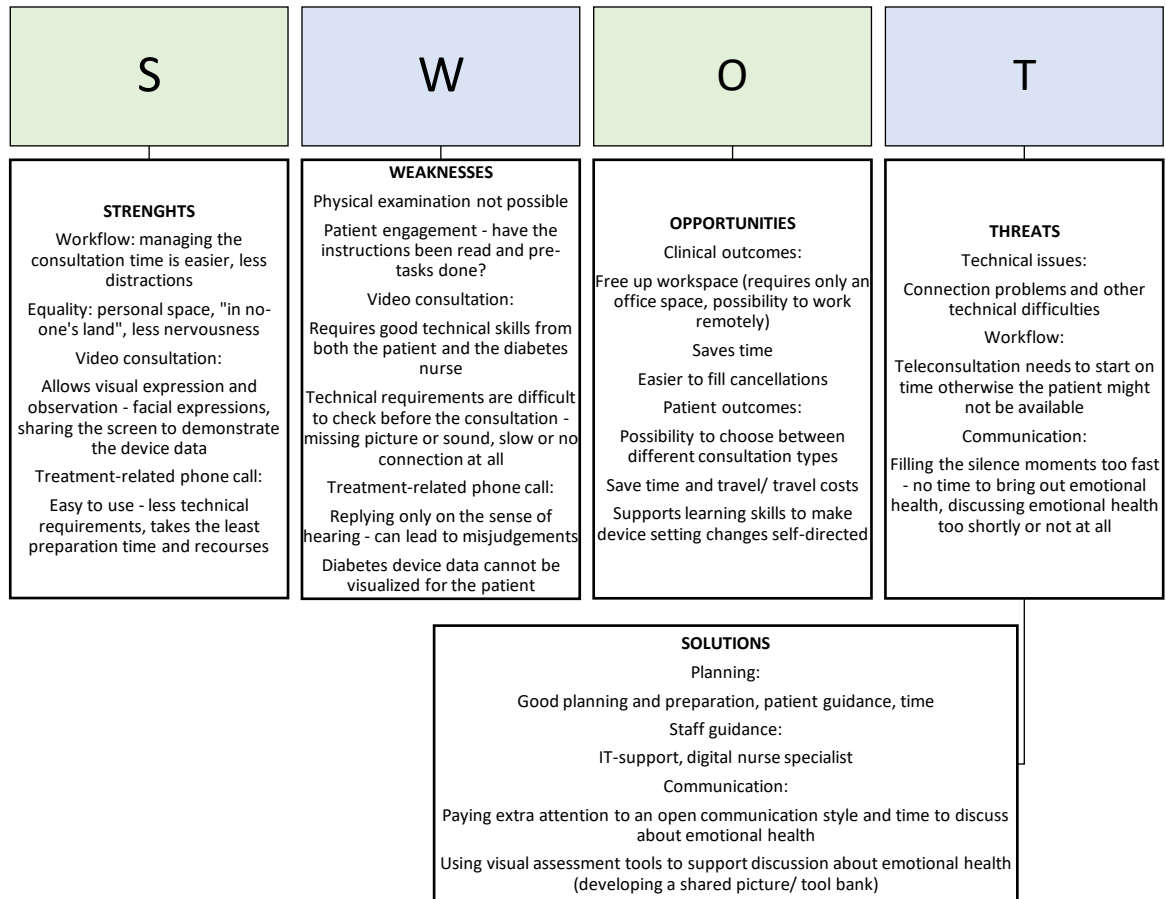 S
W
O
T
STRENGHTS
Workflow: managing the
consultation time is easier, less
distractions
Equality: personal space, "in no-
one's land", less nervousness
Video consultation:
Allows visual expression and
observation - facial expressions,
sharing the screen to demonstrate
the device data
Treatment-related phone call:
Easy to use - less technical
requirements, takes the least
preparation time and recourses
WEAKNESSES
Physical examination not possible
Patient engagement - have the
instructions been read and pre-
tasks done?
Video consultation:
Requires good technical skills from
both the patient and the diabetes
nurse
Technical requirements are difficult
to check before the consultation -
missing picture or sound, slow or no
connection at all
Treatment-related phone call:
Replying only on the sense of
hearing - can lead to misjudgements
Diabetes device data cannot be
visualized for the patient
OPPORTUNITIES
Clinical outcomes:
Free up workspace (requires only an
office space, possibility to work
remotely)
Saves time
Easier to fill cancellations
Patient outcomes:
Possibility to choose between
different consultation types
Save time and travel/ travel costs
Supports learning skills to make
device setting changes self-directed
THREATS
Technical issues:
Connection problems and other
technical difficulties
Workflow:
Teleconsultation needs to start on
time otherwise the patient might
not be available
Communication:
Filling the silence moments too fast
- no time to bring out emotional
health, discussing emotional health
too shortly or not at all
SOLUTIONS
Planning:
Good planning and preparation, patient guidance, time
Staff guidance:
IT-support, digital nurse specialist
Communication:
Paying extra attention to an open communication style and time to discuss
about emotional health
Using visual assessment tools to support discussion about emotional health
(developing a shared picture/ tool bank)